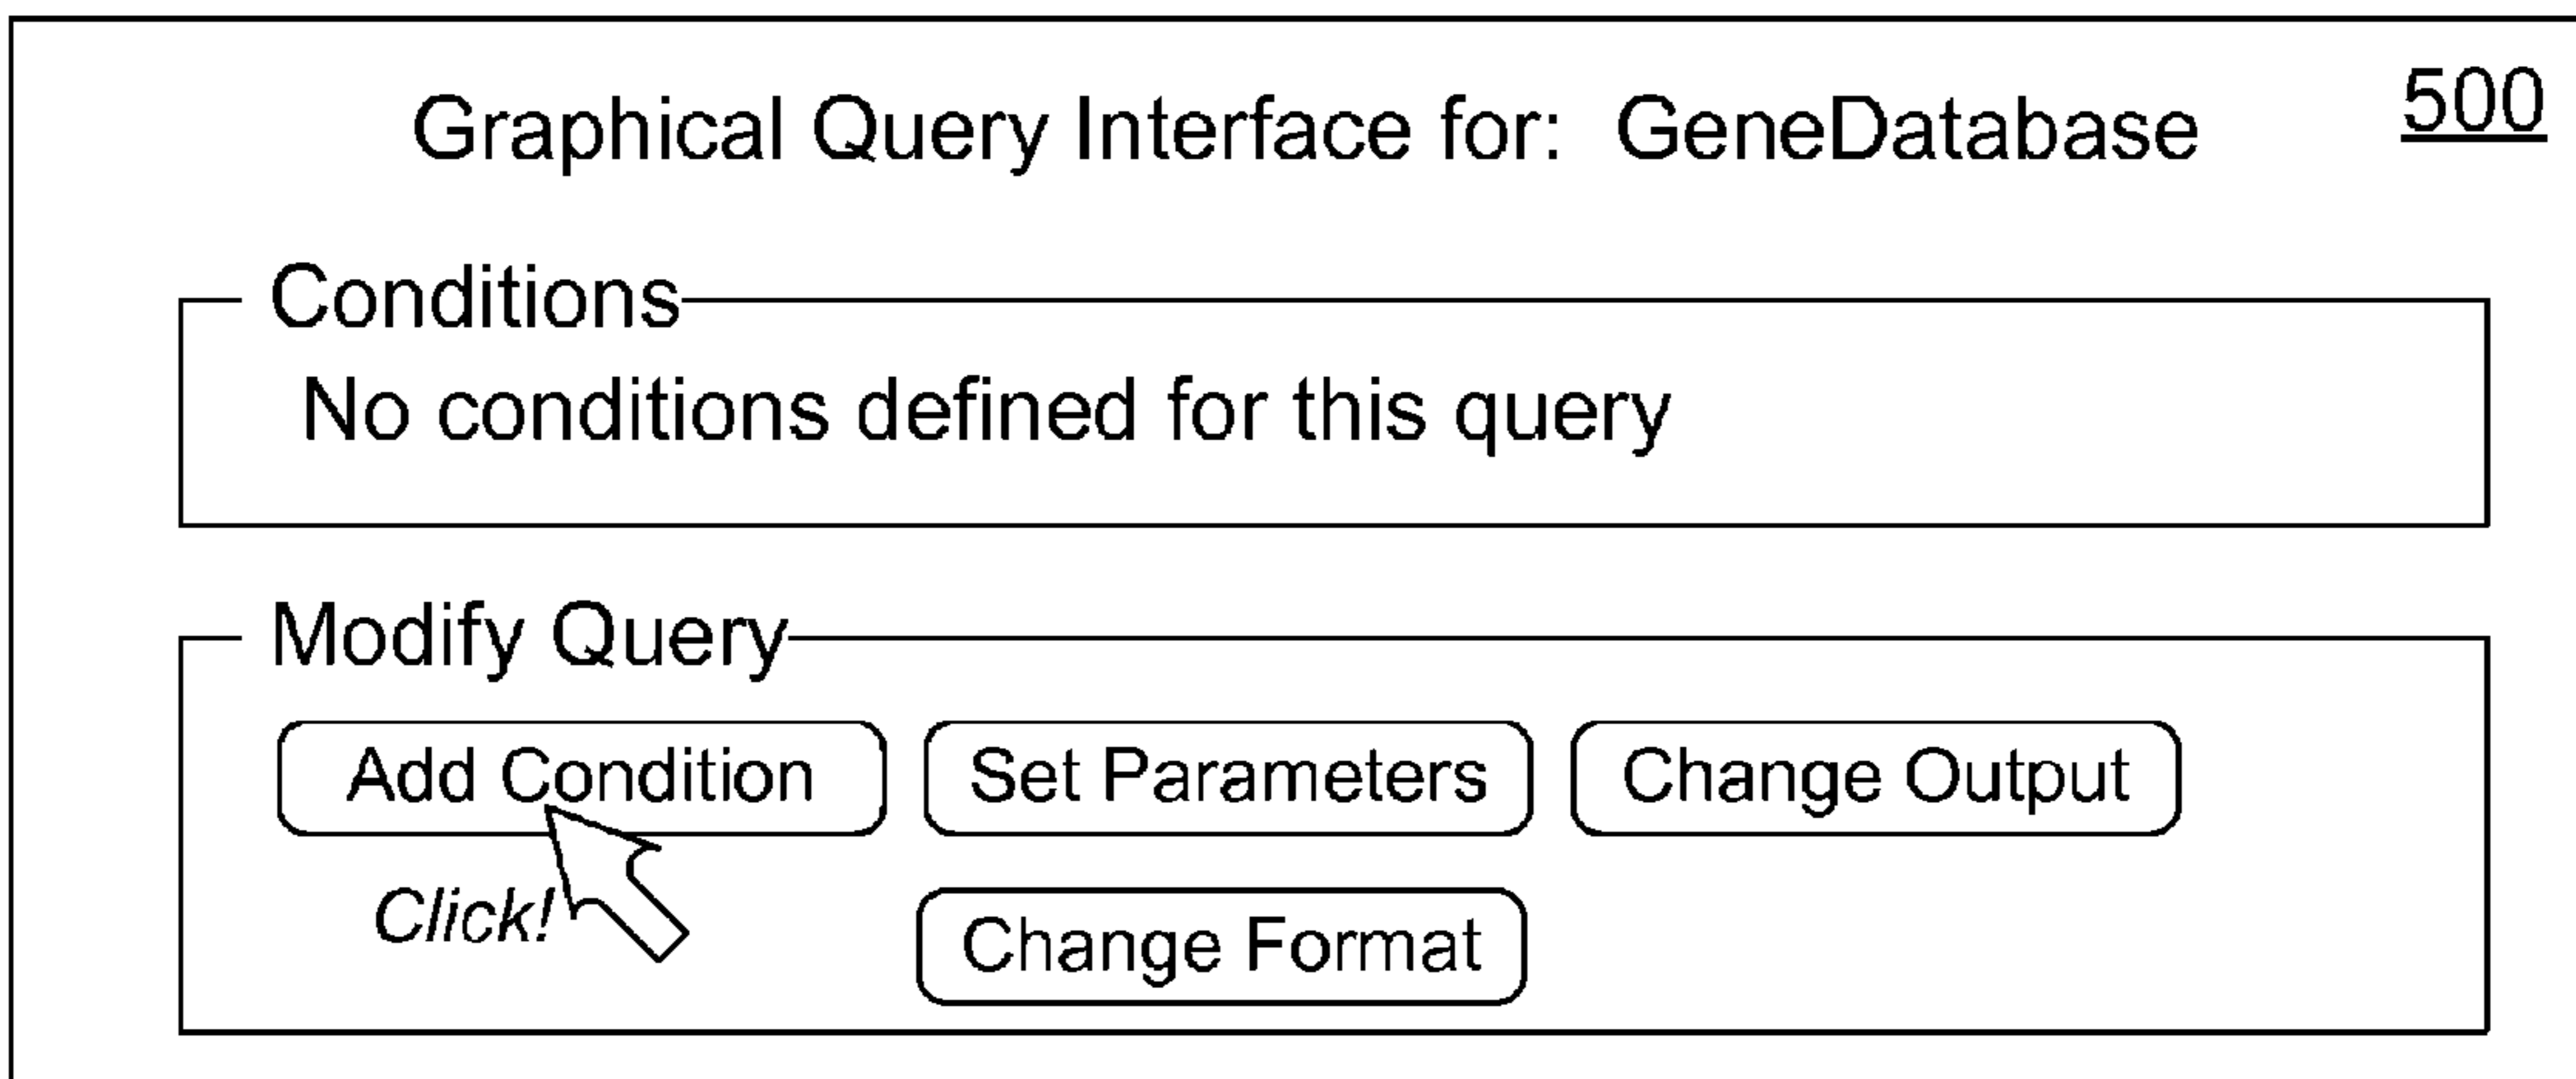 Graphical Query Interface for: GeneDatabase 500
Conditions
No conditions defined for this query
Modify Query
Add Condition Set Parameters Change Output
Click! Change Format